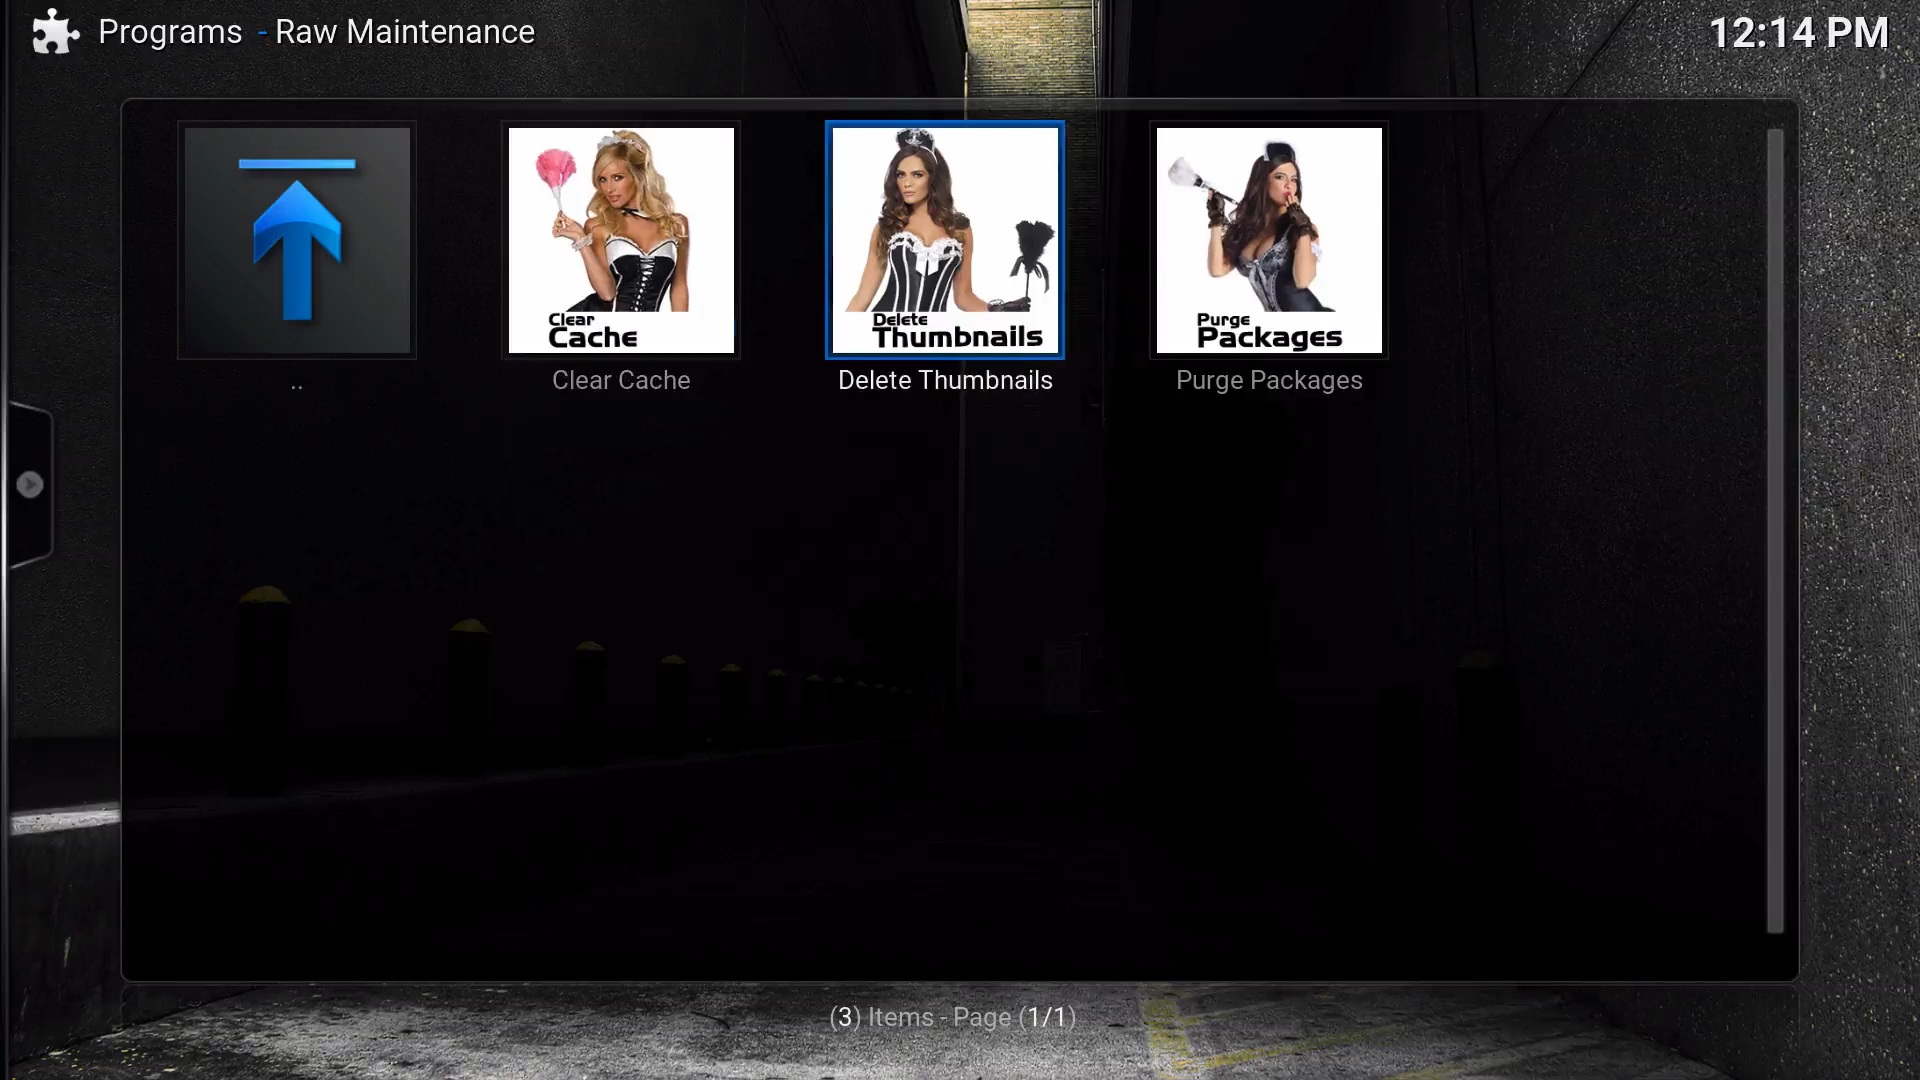 Programs - Raw Maintenance
12:14 PM
Clear
Cache
Delete
Thumbnails
Purge
Packages
..
Clear Cache
Delete Thumbnails
Purge Packages
(3) Items - Page (1/1)